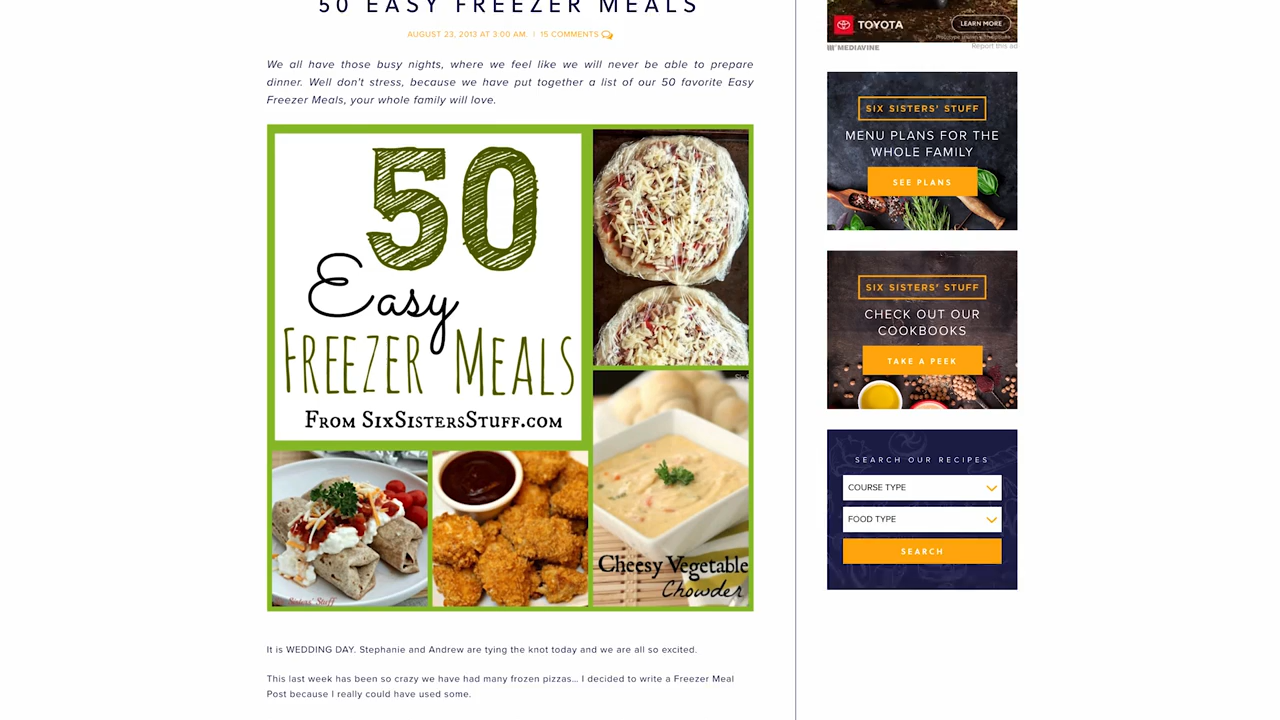 50 EASY FREEZER MEALS
AUGUST 23, 2013 AT 3:00 AM | 15 COMMENTS
We all have those busy nights, where we feel like we will never be able to prepare
dinner. Well don't stress, because we have put together a list of our 50 favorite Easy
Freezer Meals, your whole family will love.
50
Easy
FREEZER MEALS
FROM SIXSISTERSSTUFF.COM
Cheesy Vegetable
Chowder
Sisters' Stuff
It is WEDDING DAY. Stephanie and Andrew are tying the knot today and we are all so excited.
This last week has been so crazy we have had many frozen pizzas... I decided to write a Freezer Meal
Post because I really could have used some.
TOYOTA
LEARN MORE
MEDIAVINE
Report this ad
SIX SISTERS' STUFF
MENU PLANS FOR THE
WHOLE FAMILY
SEE PLANS
SIX SISTERS' STUFF
CHECK OUT OUR
COOKBOOKS
TAKE A PEEK
SEARCH OUR RECIPES
COURSE TYPE
FOOD TYPE
SEARCH